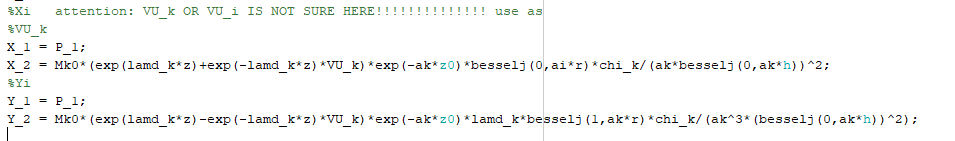 %Xi   attention: VU_k OR VU_i IS NOT SURE HERE!!!!!!!!!!!!!! use as
%VU_k
X_1 = P_1;
X_2 = Mk0*(exp(lamd_k*z)+exp(-lamd_k*z)*VU_k)*exp(-ak*z0)*besselj(0,ai*r)*chi_k/(ak*besselj(0,ak*h))^2;
%Yi
Y_1 = P_1;
Y_2 = Mk0*(exp(lamd_k*z)-exp(-lamd_k*z)*VU_k)*exp(-ak*z0)*lamd_k*besselj(1,ak*r)*chi_k/(ak^3*(besselj(0,ak*h))^2);